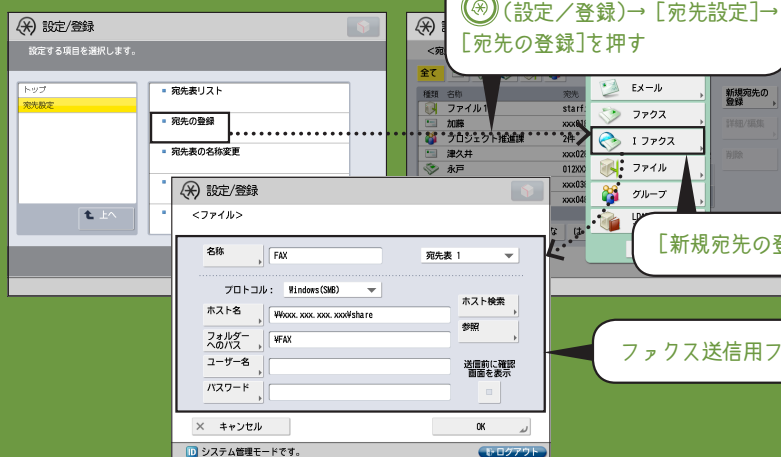 設定/登録
設定する項目を選択します。
トップ
宛先設定
上へ
宛先表リスト
宛先の登録
宛先表の名称変更
(設定／登録)→［宛先設定]→
［宛先の登録]を押す
全て
種類 名称 宛先
ファイル1 starf
加藤
プロジェクト推進課 2件
津久井 xxx02
永戸 012XX
xxx03
xxx04
Eメール
ファクス
I ファクス
ファイル
グループ
新規宛先の
登録
詳細/編集
削除
［新規宛先の登
設定/登録
<ファイル>
名称 FAX 宛先表 1
プロトコル： Windows(SMB)
ホスト名 ¥¥xxx.xxx.xxx.xxx¥share ホスト検索
フォルダー
へのパス ¥FAX 参照
ユーザー名 送信前に確認
画面を表示
パスワード
× キャンセル OK
ID システム管理モードです。 ログアウト
ファクス送信用フ